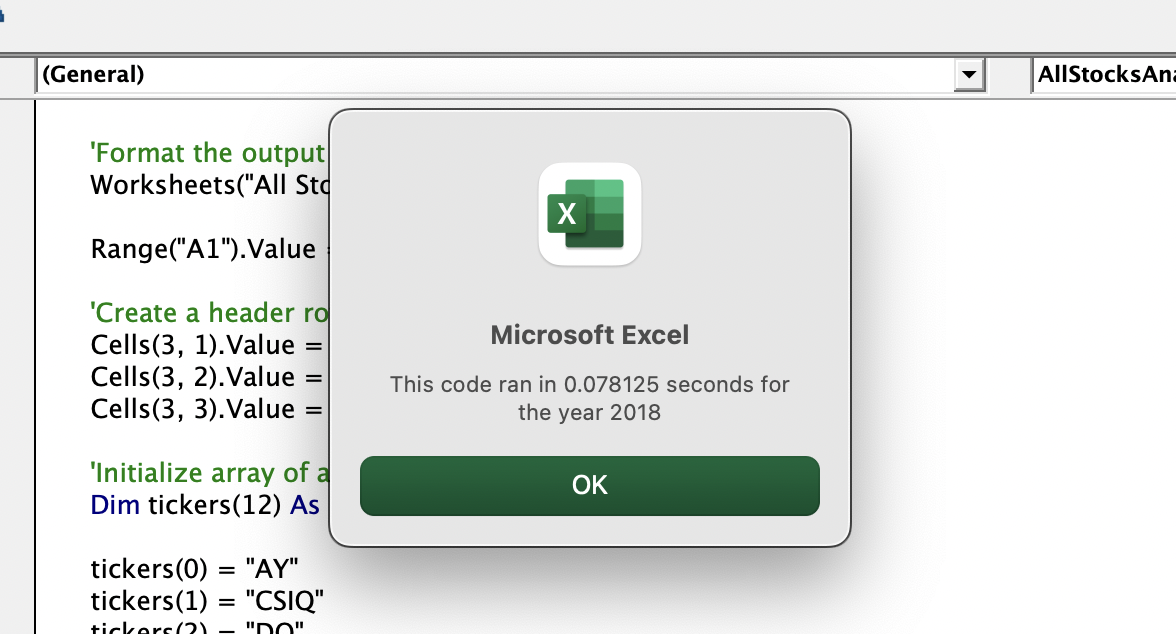 (General)
AllStocksAna
'Format the output
Worksheets("All Sto
Range("A1").Value =
'Create a header ro
Cells(3, 1).Value =
Cells(3, 2).Value =
Cells(3, 3).Value =
'Initialize array of a
Dim tickers(12) As
tickers(0) = "AY"
tickers(1) = "CSIQ"
tickers(2) = "DQ"
X
Microsoft Excel
This code ran in 0.078125 seconds for
the year 2018
OK